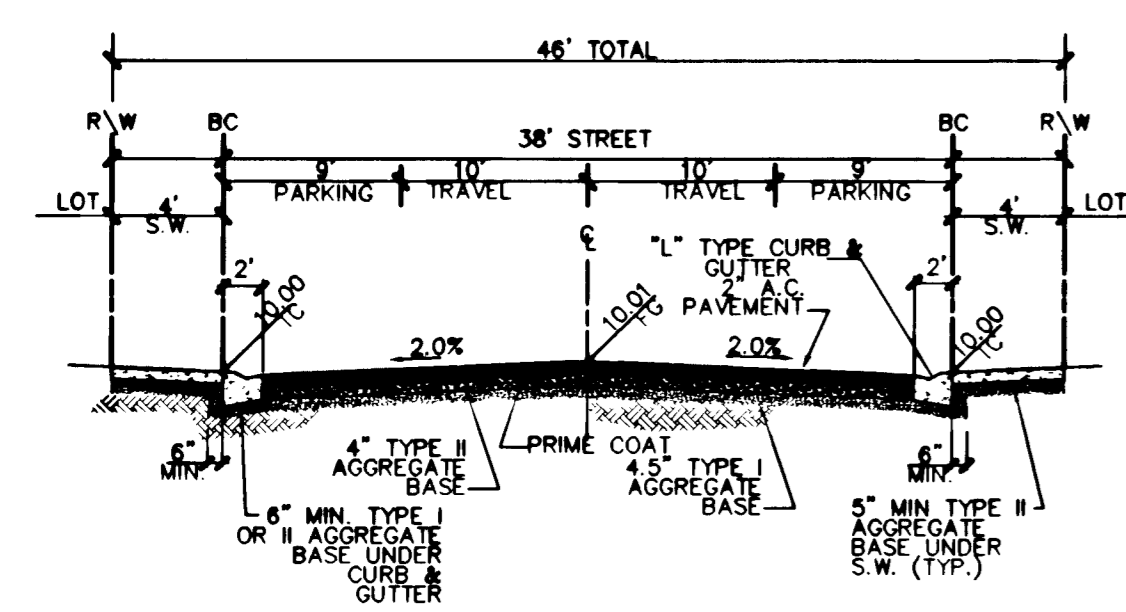 46' TOTAL
R\W
BC
38' STREET
BC
R\W
9'
10'
10'
9'
PARKING
TRAVEL
TRAVEL
PARKING
LOT
4'
S.W.
4'
S.W.
LOT
℄
"L" TYPE CURB &
GUTTER
2'
2" A.C.
PAVEMENT
2'
10.00
TC
10.01
FG
10.00
TC
2.0%
2.0%
6"
MIN.
4" TYPE II
AGGREGATE
BASE
PRIME COAT
4.5" TYPE I
AGGREGATE
BASE
6"
MIN.
6" MIN. TYPE I
OR II AGGREGATE
BASE UNDER
CURB &
GUTTER
5" MIN TYPE II
AGGREGATE
BASE UNDER
S.W. (TYP.)